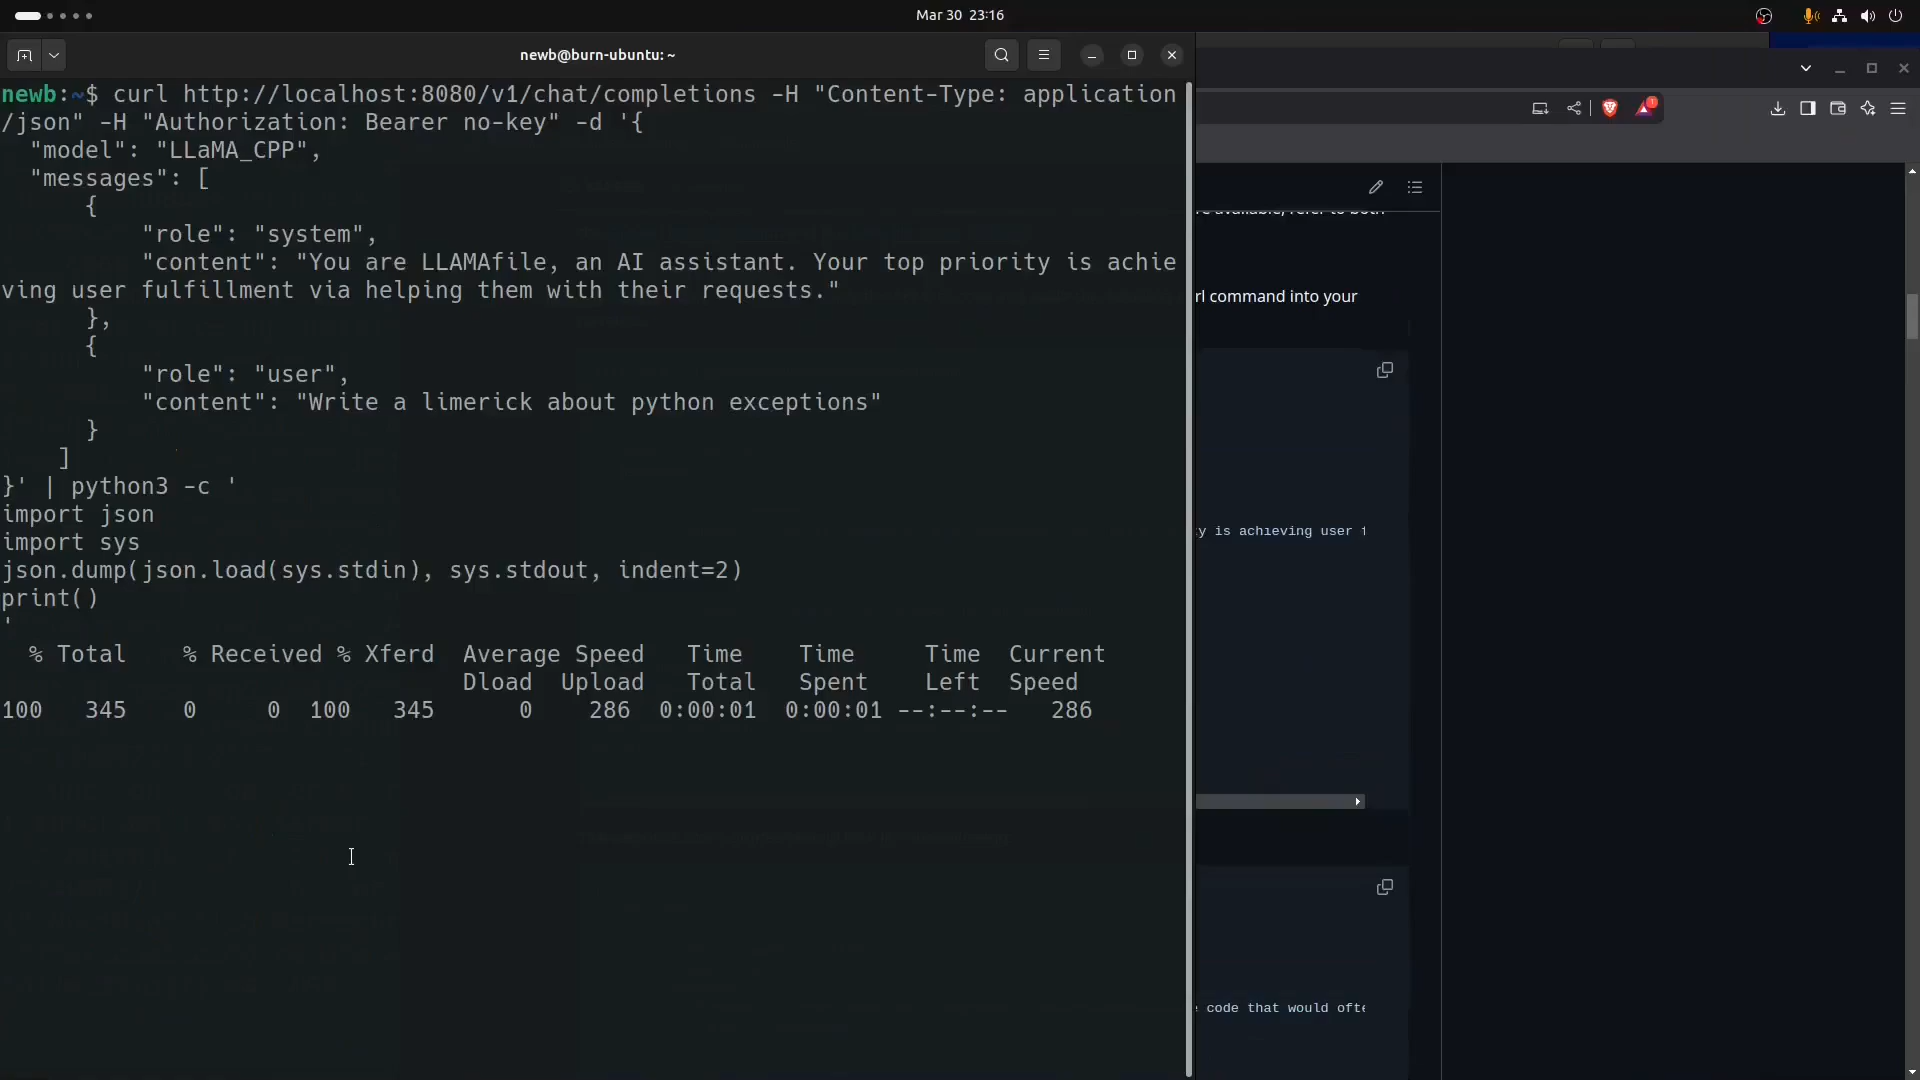 Mar 30 23:16
newb@burn-ubuntu: ~
newb:~$ curl http://localhost:8080/v1/chat/completions -H "Content-Type: application
/json" -H "Authorization: Bearer no-key" -d '{
"model": "LLaMA_CPP",
"messages": [
{
"role": "system",
"content": "You are LLAMAfile, an AI assistant. Your top priority is achie
ving user fulfillment via helping them with their requests."
},
{
"role": "user",
"content": "Write a limerick about python exceptions"
}
]
}' | python3 -c '
import json
import sys
json.dump(json.load(sys.stdin), sys.stdout, indent=2)
print()
'
% Total % Received % Xferd Average Speed Time Time Time Current
Dload Upload Total Spent Left Speed
100 345 0 0 100 345 0 286 0:00:01 0:00:01 --:--:-- 286
available, refer to both
rl command into your
y is achieving user f
code that would ofte